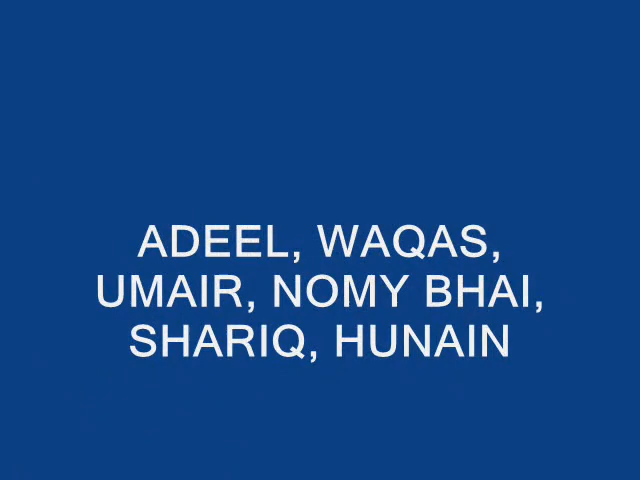 ADEEL, WAQAS,
UMAIR, NOMY BHAI,
SHARIQ, HUNAIN